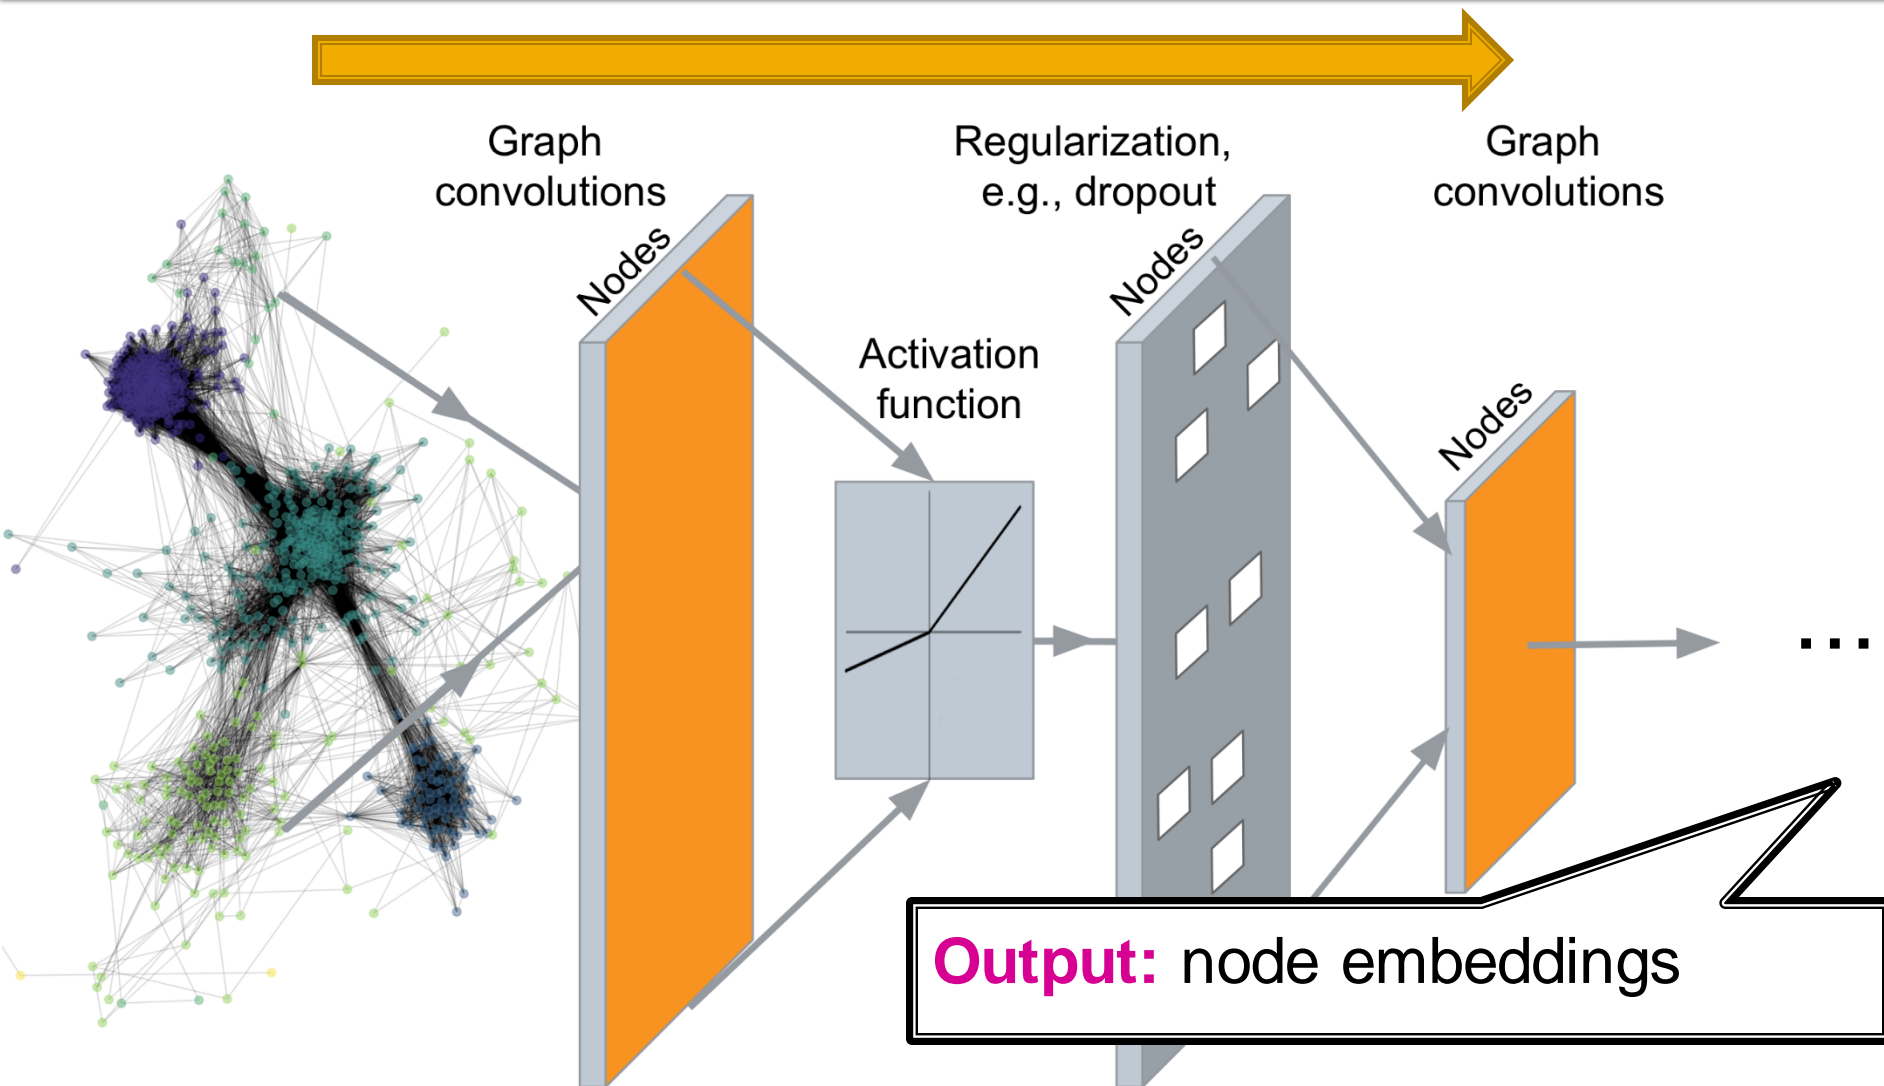 Graph
convolutions
Nodes
Activation
function
Regularization,
e.g., dropout
Nodes
Graph
convolutions
Nodes
...
Output: node embeddings